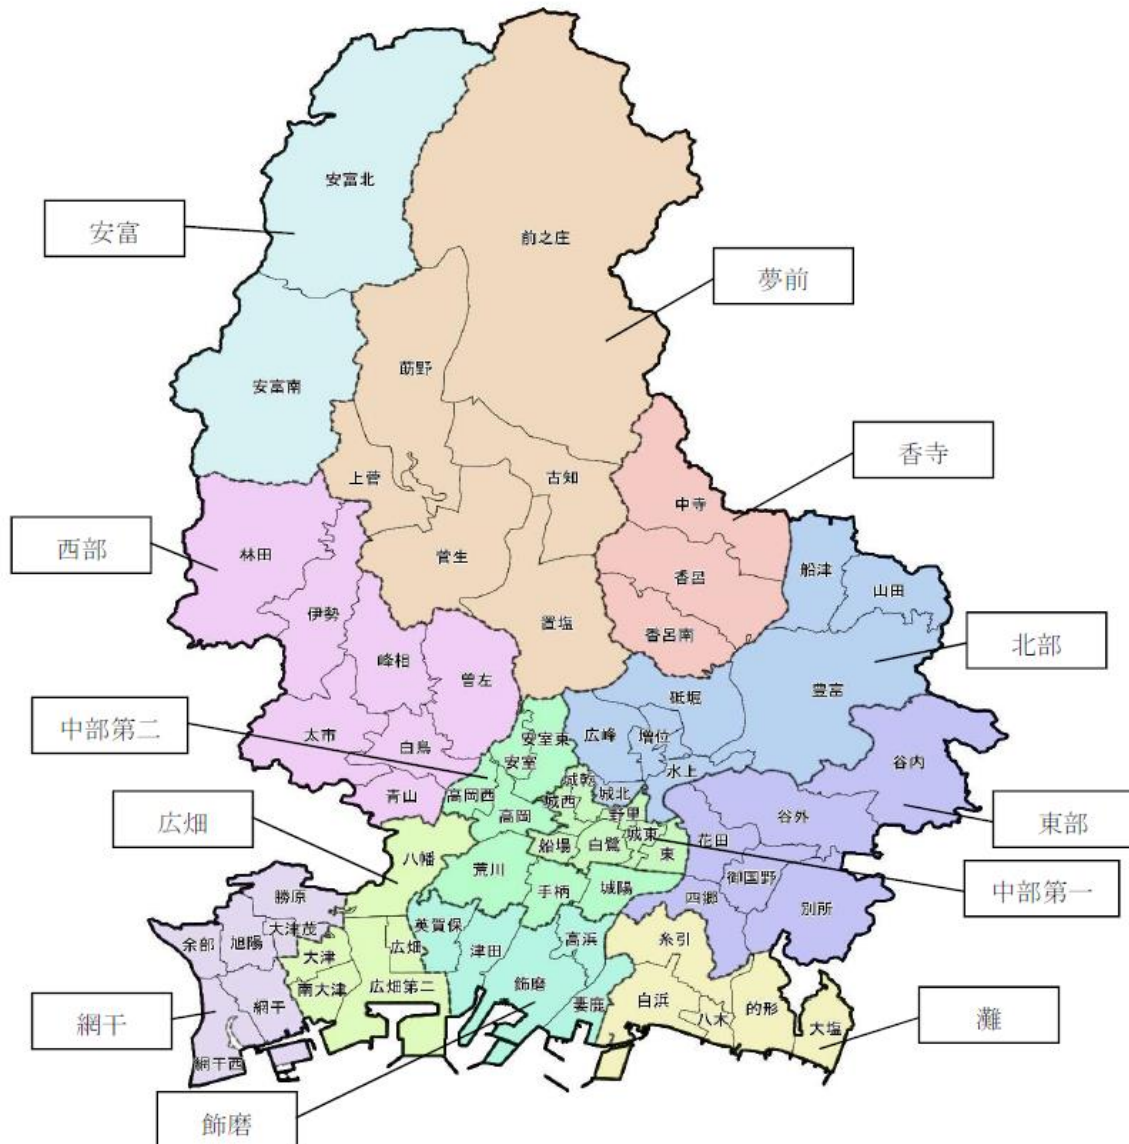 安富北
安富
前之庄
夢前
莇野
安富南
香寺
上菅
古知
中寺
西部
林田
菅生
香呂
船津
山田
伊勢
置塩
香呂南
北部
峰相
曽左
砥堀
豊富
中部第二
太市
白鳥
安室東
安室
広峰
増位
水上
谷内
青山
高岡西
高岡
城乾
城西
城北
野里
城東
東
谷外
花田
東部
広畑
八幡
船場
白鷺
荒川
手柄
城陽
御国野
四郷
別所
中部第一
勝原
大津茂
余部
旭陽
英賀保
津田
高浜
糸引
大津
広畑
南大津
広畑第二
飾磨
妻鹿
白浜
八木
的形
大塩
網干
網干
網干西
灘
飾磨